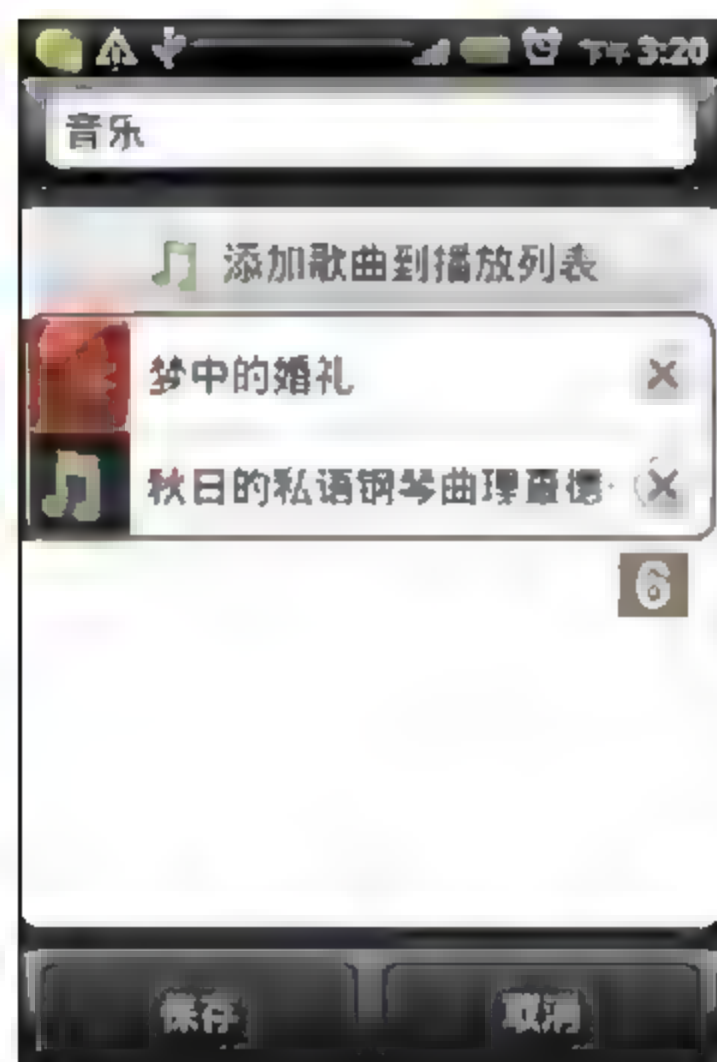 下午 3:20
音乐
添加歌曲到播放列表
梦中的婚礼
秋日的私语钢琴曲理查德
6
保存
取消